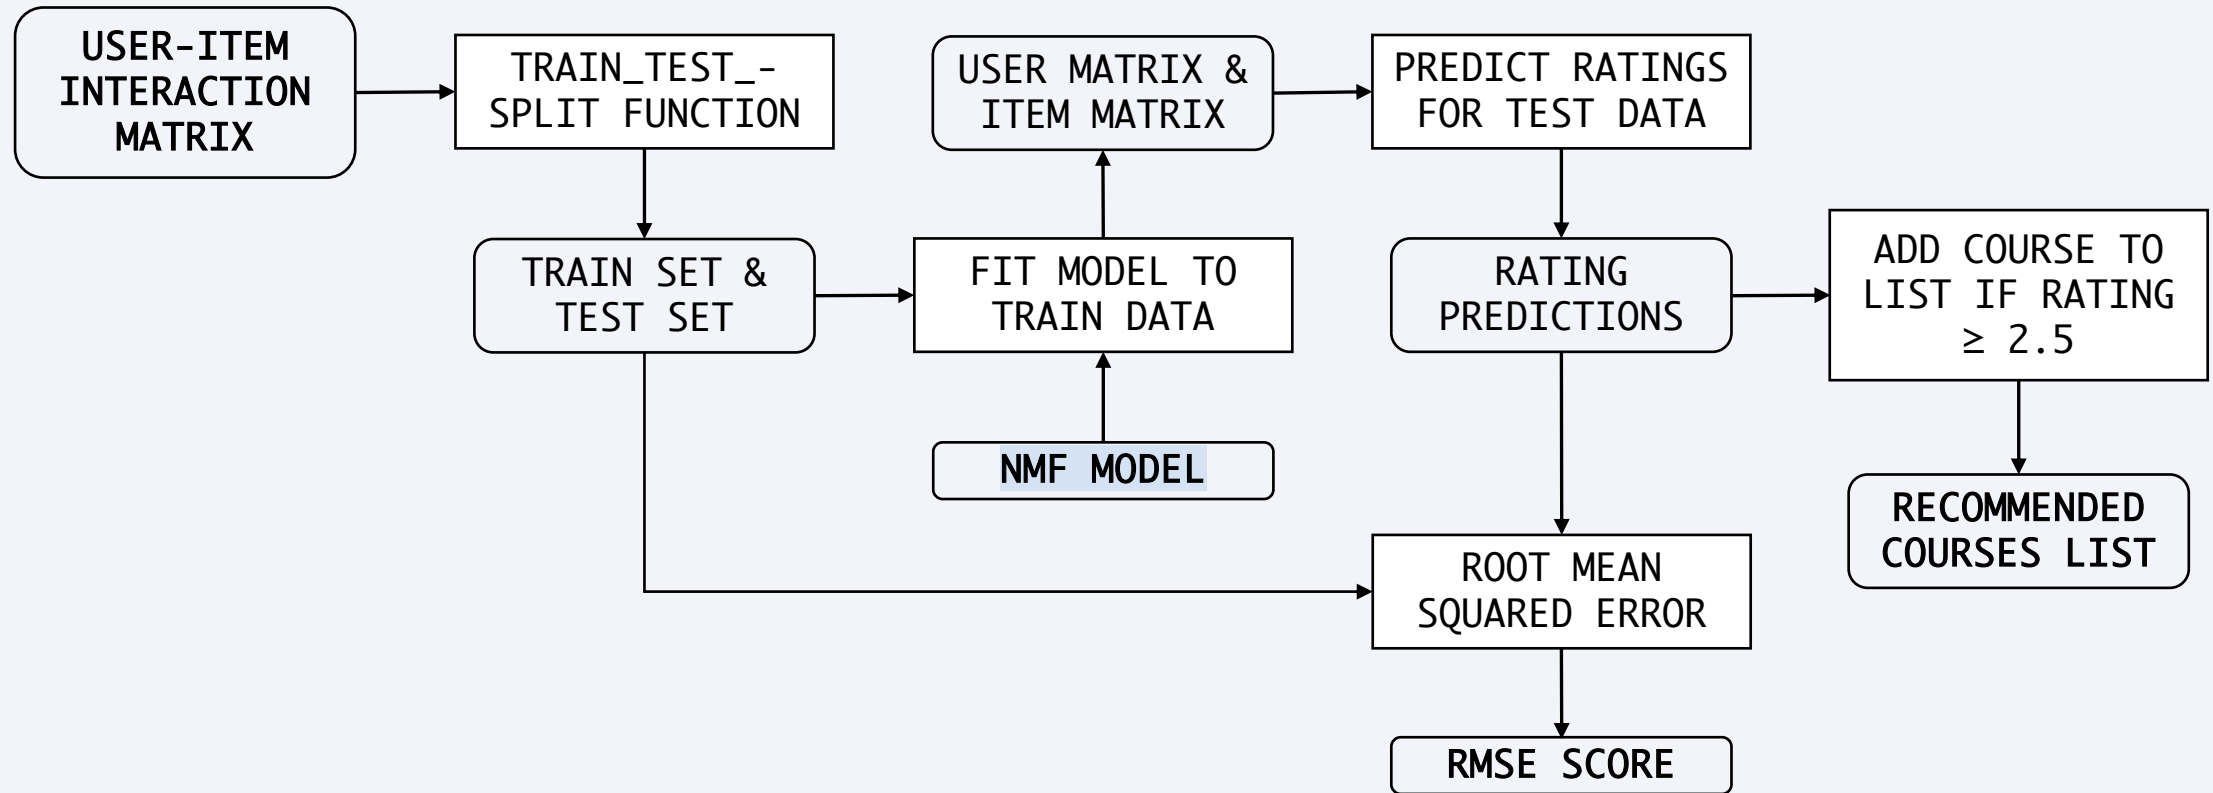 USER-ITEM
INTERACTION
MATRIX
TRAIN_TEST_-
SPLIT FUNCTION
USER MATRIX &
ITEM MATRIX
PREDICT RATINGS
FOR TEST DATA
TRAIN SET &
TEST SET
FIT MODEL TO
TRAIN DATA
RATING
PREDICTIONS
ADD COURSE TO
LIST IF RATING
≥ 2.5
NMF MODEL
RECOMMENDED
COURSES LIST
ROOT MEAN
SQUARED ERROR
RMSE SCORE